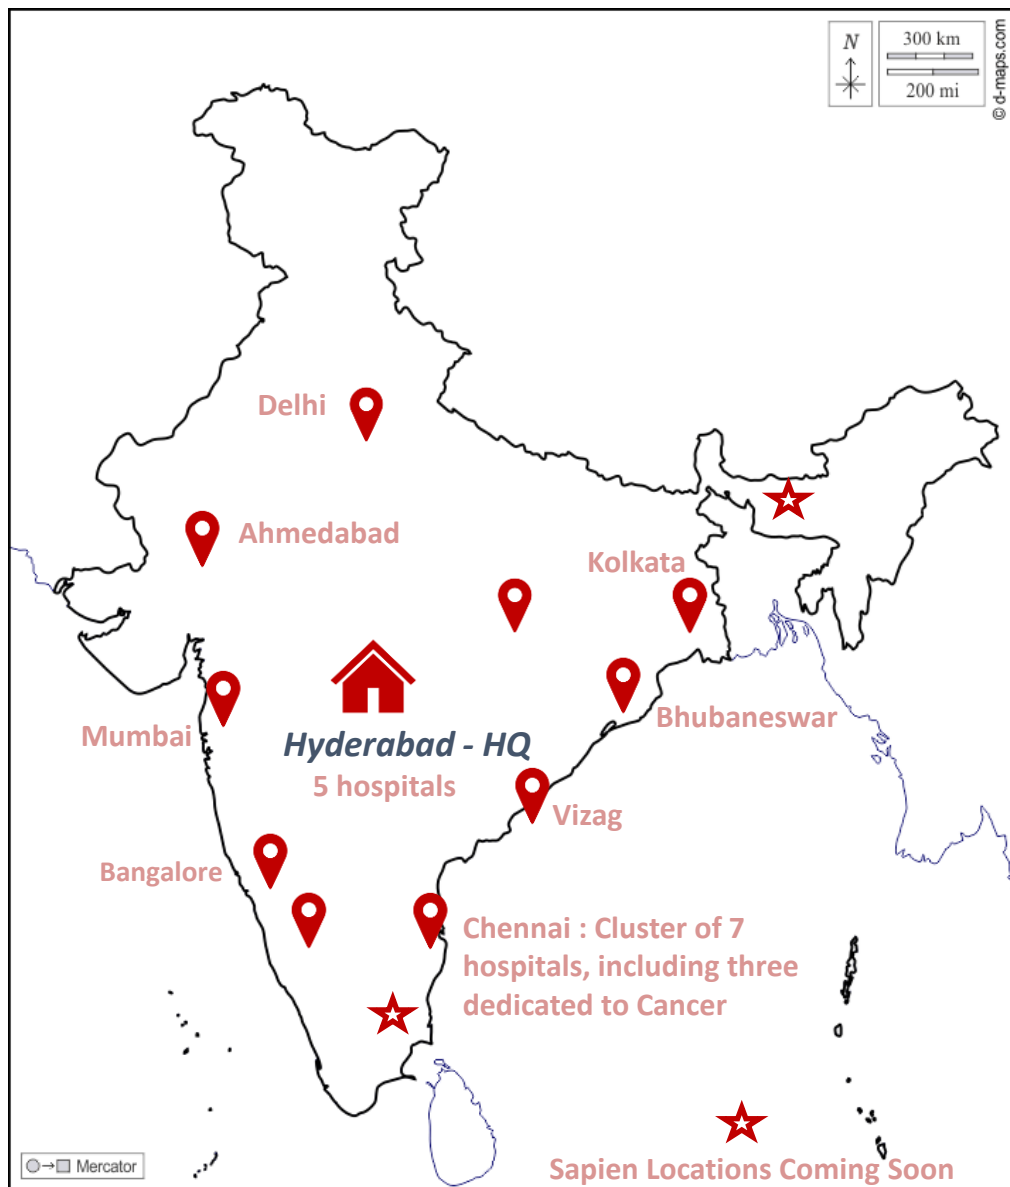 N
300 km
200 mi
© d-maps.com
Delhi
Ahmedabad
Kolkata
Mumbai
Bhubaneswar
Hyderabad - HQ
5 hospitals
Vizag
Bangalore
Chennai : Cluster of 7
hospitals, including three
dedicated to Cancer
Sapien Locations Coming Soon
Mercator